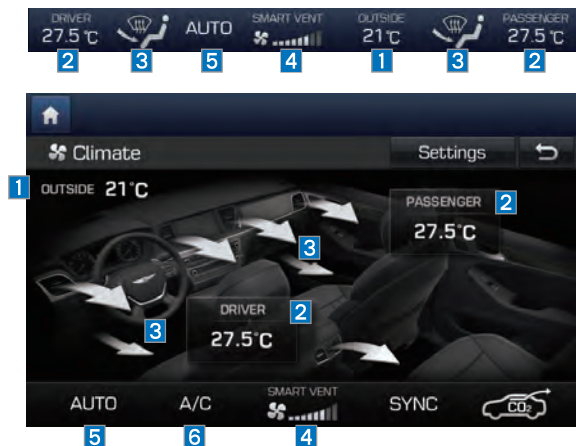 DRIVER SMART VENT OUTSIDE PASSENGER
27.5°C AUTO 21°C 27.5°C
2 3 5 4 1 3 2
Climate Settings
1 OUTSIDE 21°C
PASSENGER 2
27.5°C
3
DRIVER 2
3
27.5°C
SMART VENT
AUTO A/C SYNC CO2
5 6 4